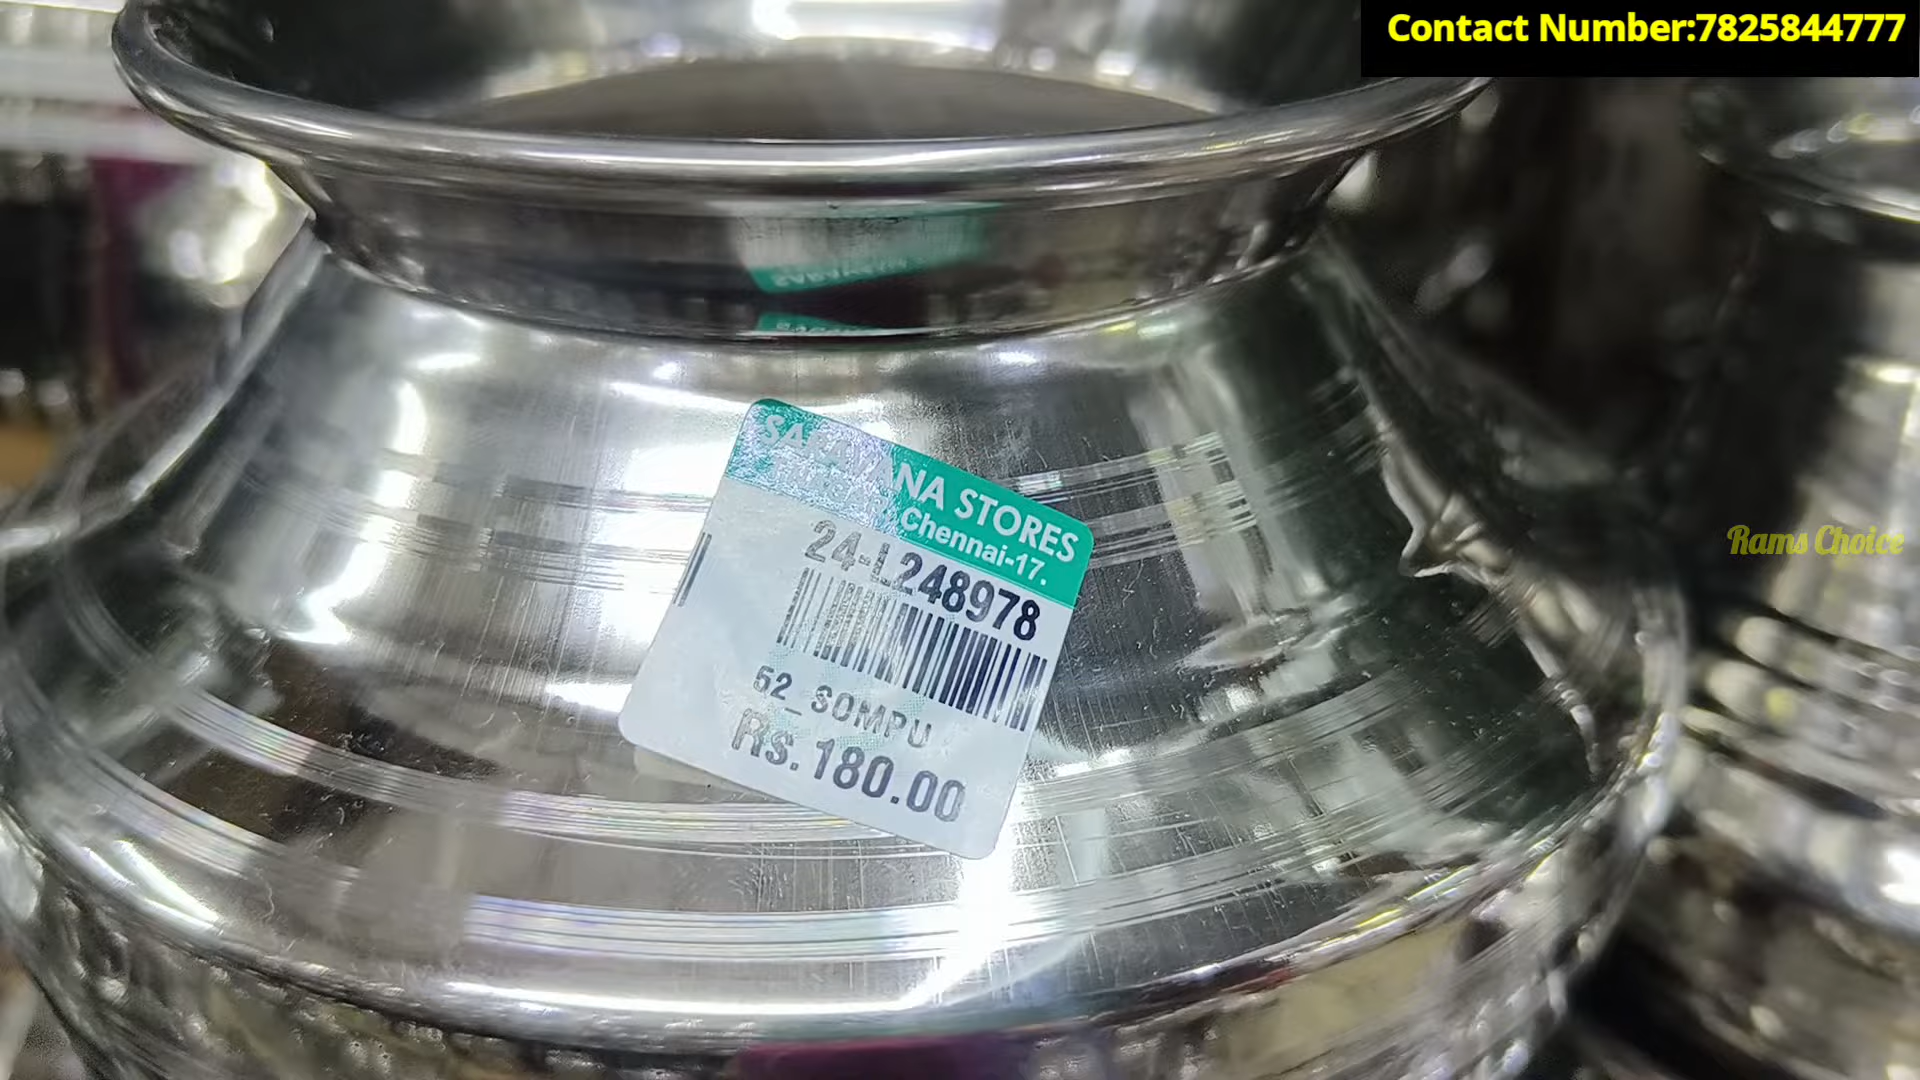 Contact Number:7825844777
SARAVANA STORES
Chennai-17.
24-L248978
52_SOMPU
Rs.180.00
Rams Choice